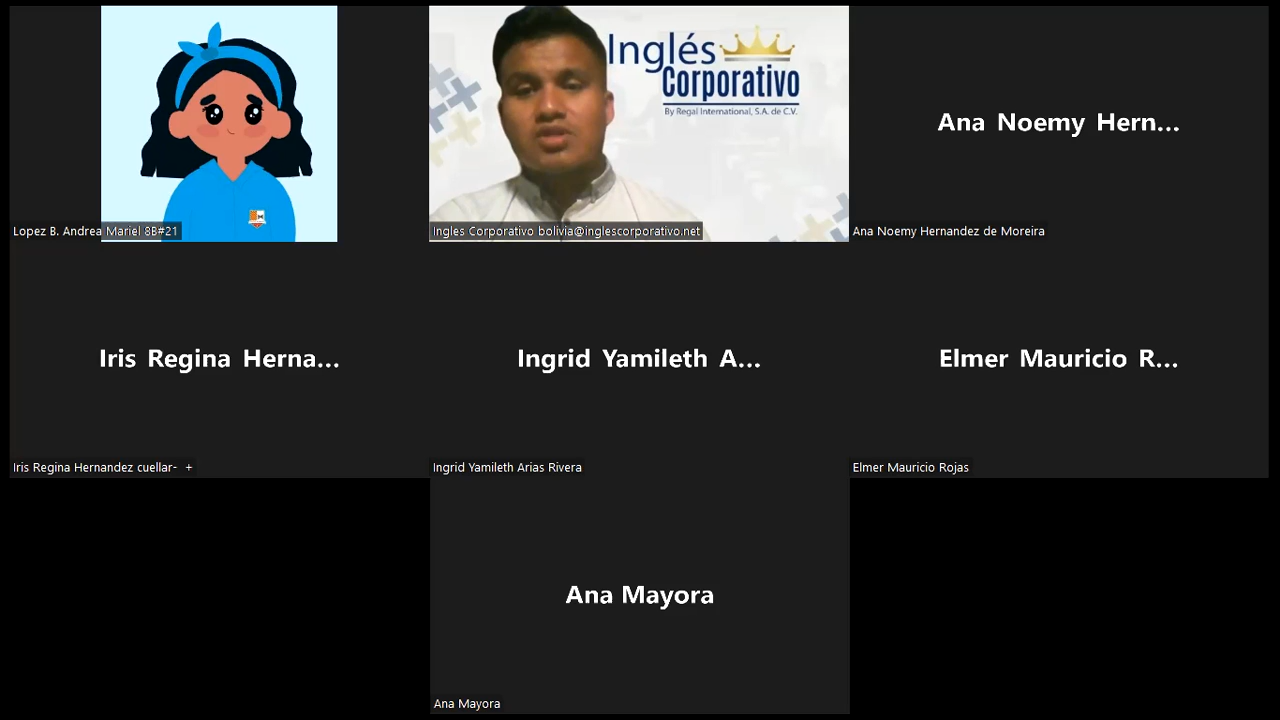 Inglés
Corporativo
By Regal International, S.A. de C.V.
Lopez B. Andrea Mariel 8B#21
Ingles Corporativo bolivia@inglescorporativo.net
Ana Noemy Hern...
Ana Noemy Hernandez de Moreira
Iris Regina Herna...
Iris Regina Hernandez cuellar- +
Ingrid Yamileth A...
Ingrid Yamileth Arias Rivera
Elmer Mauricio R...
Elmer Mauricio Rojas
Ana Mayora
Ana Mayora